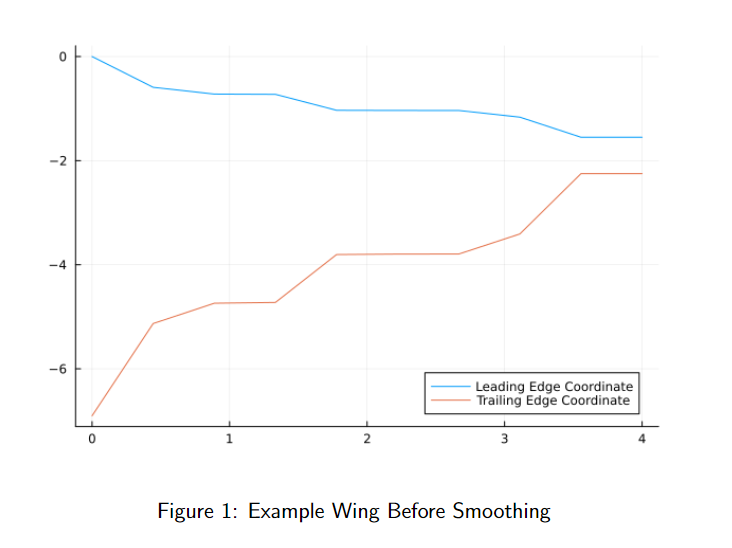 0
−2
−4
−6
0 1 2 3 4
Leading Edge Coordinate
Trailing Edge Coordinate
Figure 1: Example Wing Before Smoothing